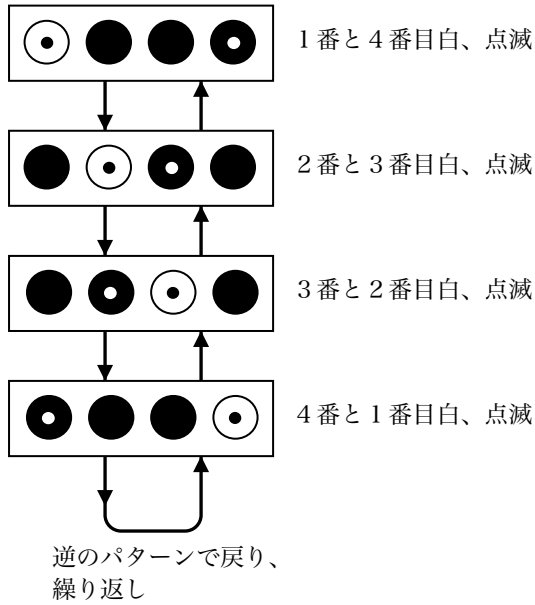 １番と４番目白、点滅
２番と３番目白、点滅
３番と２番目白、点滅
４番と１番目白、点滅
逆のパターンで戻り、
繰り返し